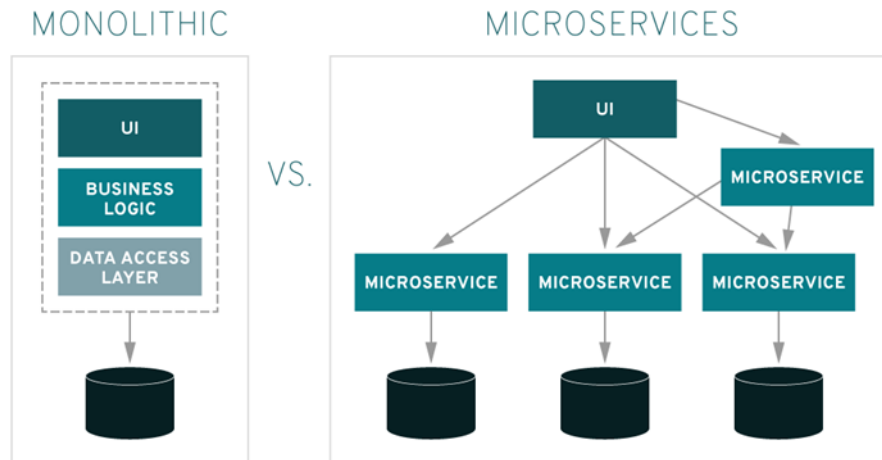 MONOLITHIC
UI
BUSINESS
LOGIC
DATA ACCESS
LAYER
VS.
MICROSERVICES
UI
MICROSERVICE
MICROSERVICE
MICROSERVICE
MICROSERVICE